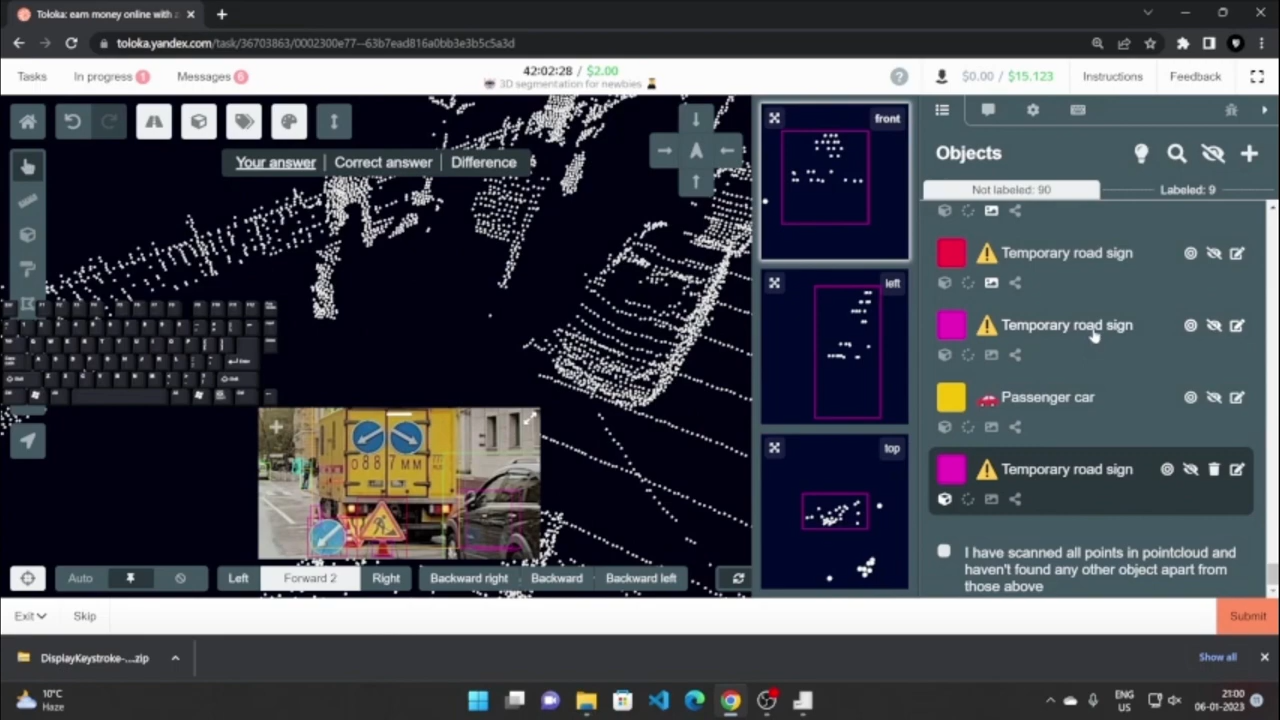 Toloka: earn money online with
toloka.yandex.com/task/36703863/0002300e77--63b7ead816a0bb3e3b5c5a3d
Tasks
In progress 1
Messages 6
42:02:28 / $2.00
3D segmentation for newbies
$0.00 / $15.123
Instructions
Feedback
Your answer | Correct answer | Difference
front
left
top
Objects
Not labeled: 90
Labeled: 9
Temporary road sign
Temporary road sign
Passenger car
Temporary road sign
I have scanned all points in pointcloud and
haven't found any other object apart from
those above
о887мм
Auto
Left
Forward 2
Right
Backward right
Backward
Backward left
Exit
Skip
Submit
DisplayKeystroke-....zip
Show all
10°C
Haze
ENG
US
21:00
06-01-2023